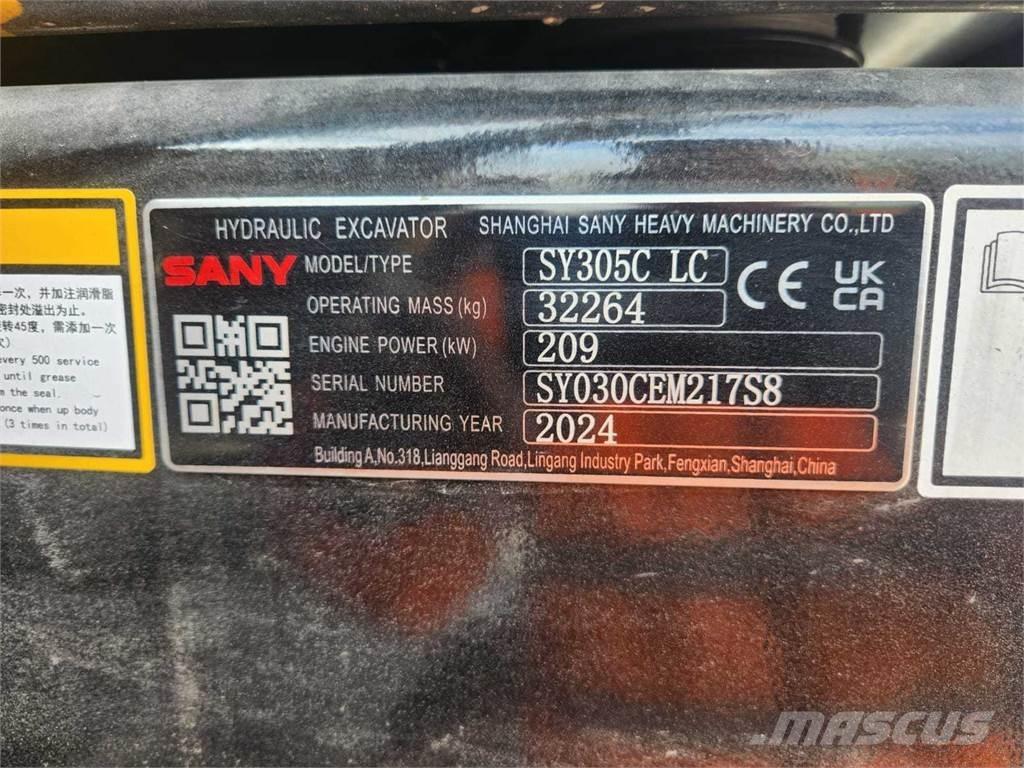 HYDRAULIC EXCAVATOR SHANGHAI SANY HEAVY MACHINERY CO.,LTD
SANY
MODEL/TYPE SY305C LC
OPERATING MASS (kg) 32264
ENGINE POWER (kW) 209
SERIAL NUMBER SY030CEM217S8
MANUFACTURING YEAR 2024
Building A,No.318,Lianggang Road,Lingang Industry Park,Fengxian,Shanghai,China
CE
UK
CA
一次，并加注润滑脂
密封处溢出为止。
转45度，需添加一次
every 500 service
until grease
the seal.
once when up body
(3 times in total)
MASCUS